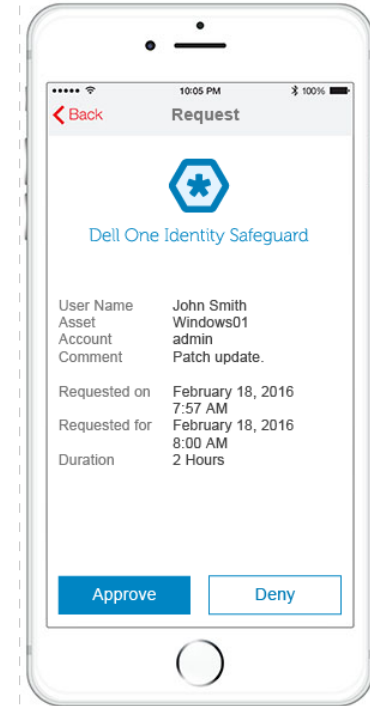 10:05 PM 100%
Back Request
Dell One Identity Safeguard
User Name John Smith
Asset Windows01
Account admin
Comment Patch update.
Requested on February 18, 2016
7:57 AM
Requested for February 18, 2016
8:00 AM
Duration 2 Hours
Approve Deny